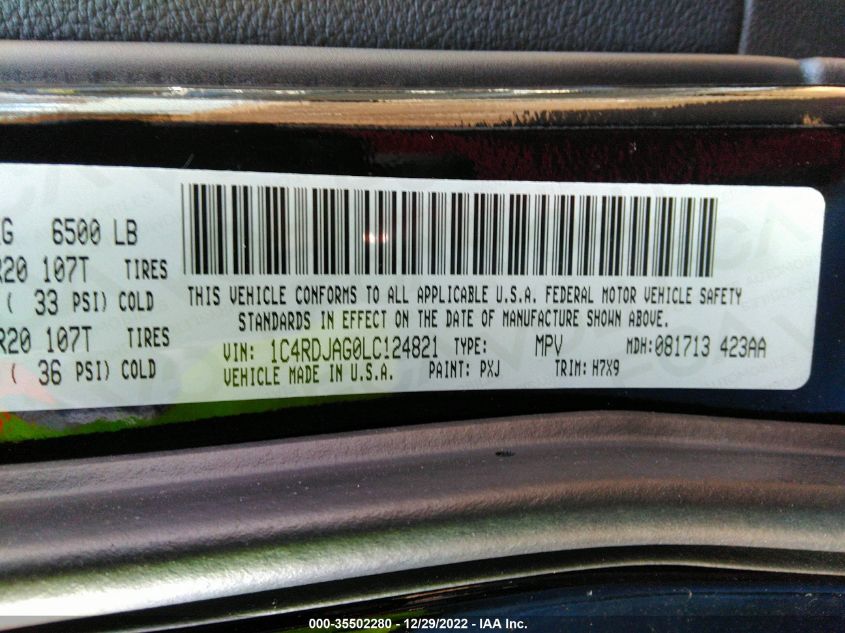 KG 6500 LB
R20 107T TIRES
( 33 PSI) COLD
R20 107T TIRES
( 36 PSI) COLD
THIS VEHICLE CONFORMS TO ALL APPLICABLE U.S.A. FEDERAL MOTOR VEHICLE SAFETY
STANDARDS IN EFFECT ON THE DATE OF MANUFACTURE SHOWN ABOVE.
VIN: 1C4RDJAG0LC124821 TYPE: MPV MDH:081713 423AA
VEHICLE MADE IN U.S.A. PAINT: PXJ TRIM: H7X9
000-35502280 - 12/29/2022 - IAA Inc.